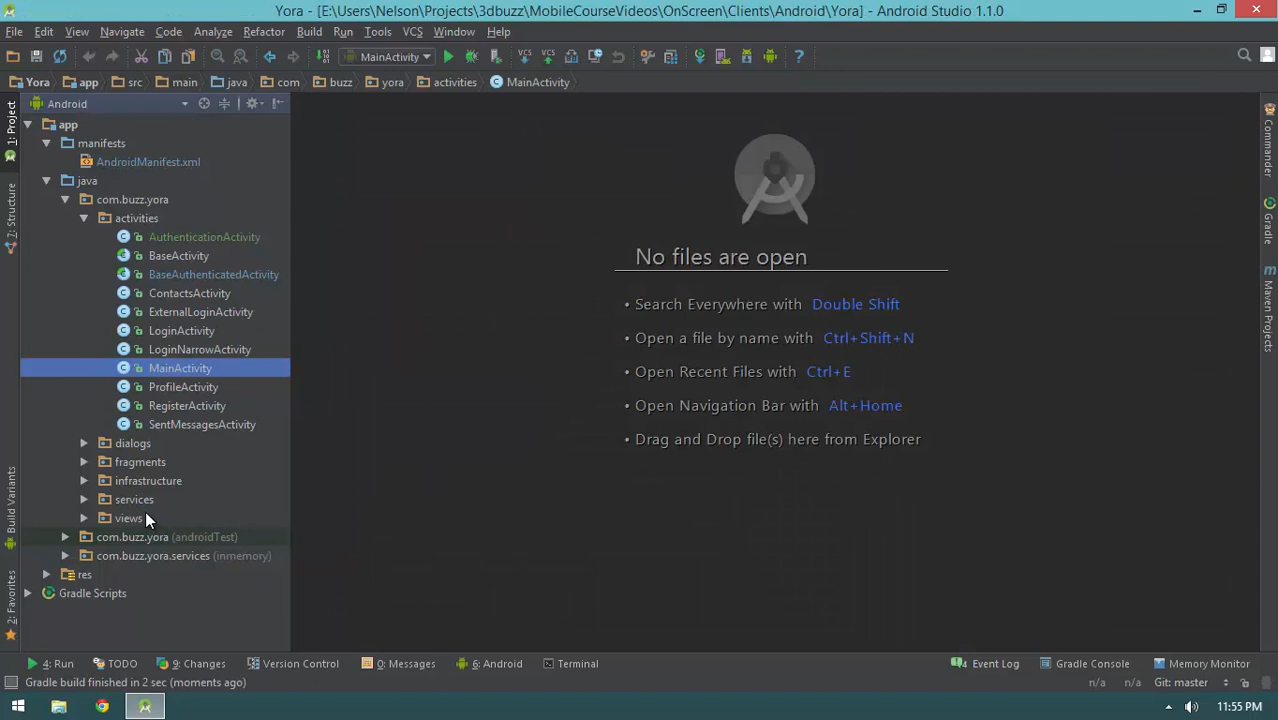 Yora - [E:\Users\Nelson\Projects\3dbuzz\MobileCourseVideos\OnScreen\Clients\Android\Yora] - Android Studio 1.1.0
File Edit View Navigate Code Analyze Refactor Build Run Tools VCS Window Help
MainActivity
VCS VCS
Yora app src main java com buzz yora activities MainActivity
1: Project
7: Structure
Build Variants
2: Favorites
Android
app
manifests
AndroidManifest.xml
java
com.buzz.yora
activities
AuthenticationActivity
BaseActivity
BaseAuthenticatedActivity
ContactsActivity
ExternalLoginActivity
LoginActivity
LoginNarrowActivity
MainActivity
ProfileActivity
RegisterActivity
SentMessagesActivity
dialogs
fragments
infrastructure
services
views
com.buzz.yora (androidTest)
com.buzz.yora.services (inmemory)
res
Gradle Scripts
No files are open
• Search Everywhere with Double Shift
• Open a file by name with Ctrl+Shift+N
• Open Recent Files with Ctrl+E
• Open Navigation Bar with Alt+Home
• Drag and Drop file(s) here from Explorer
Commander
Gradle
Maven Projects
4: Run TODO 9: Changes Version Control 0: Messages 6: Android Terminal Event Log Gradle Console Memory Monitor
Gradle build finished in 2 sec (moments ago) n/a n/a Git: master
11:55 PM